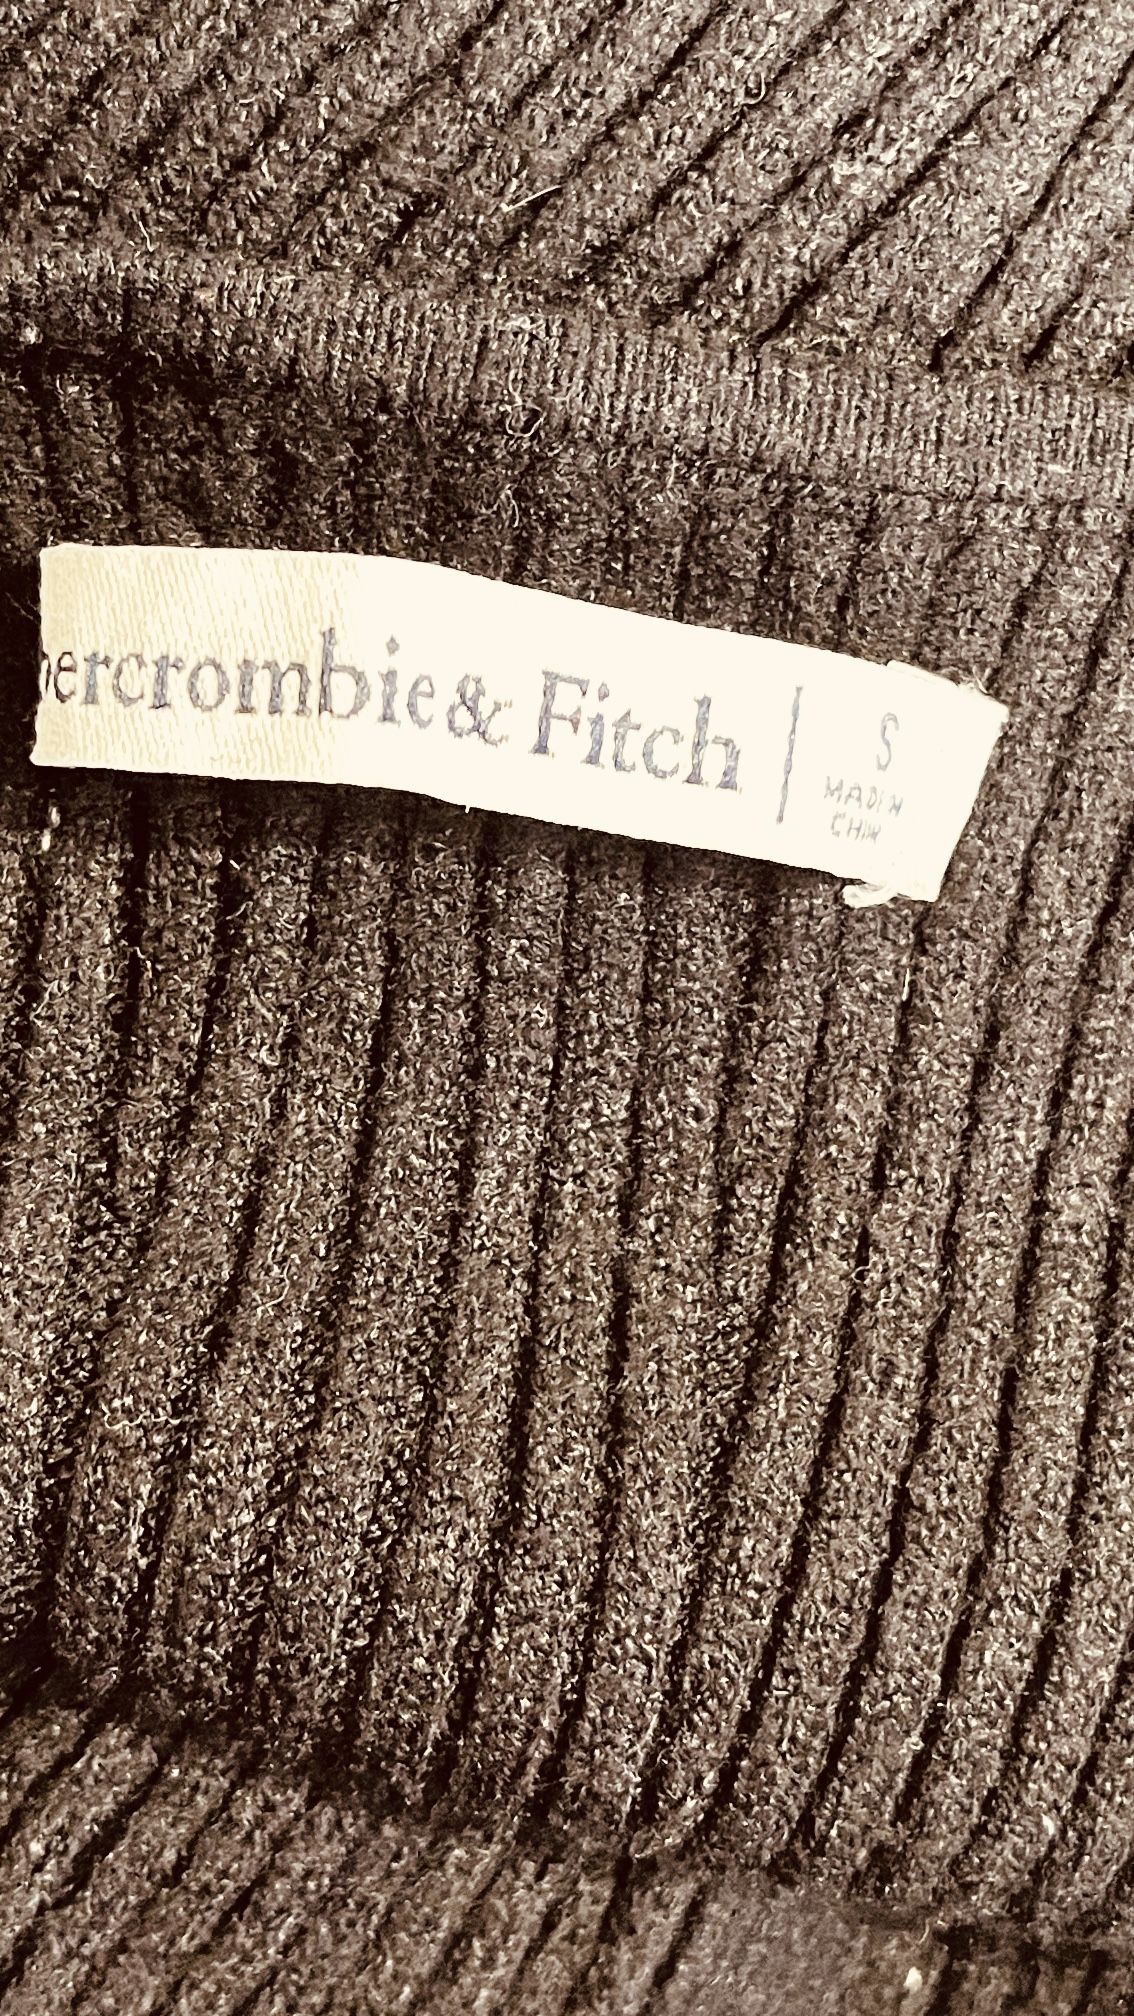 ercrombie & Fitch | S
MADE IN
CHIN